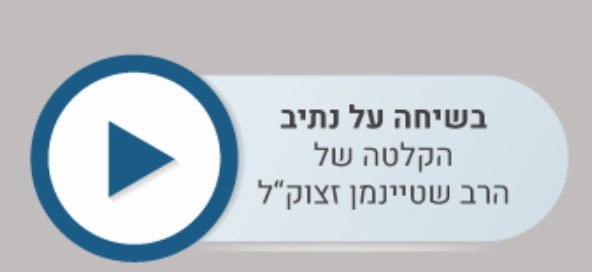 בשיחה על נתיב
הקלטה של
הרב שטיינמן זצוק“ל